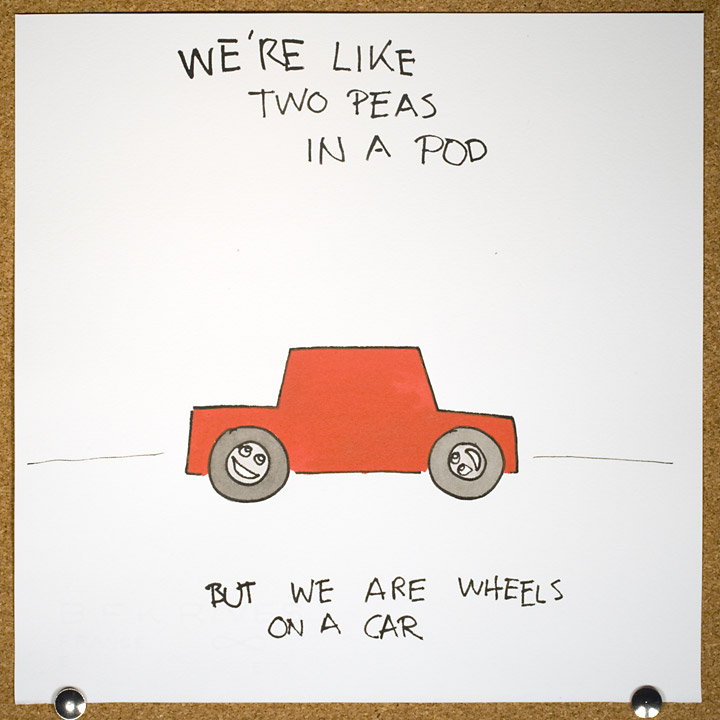 WE'RE LIKE
TWO PEAS
IN A POD
BUT WE ARE WHEELS
ON A CAR